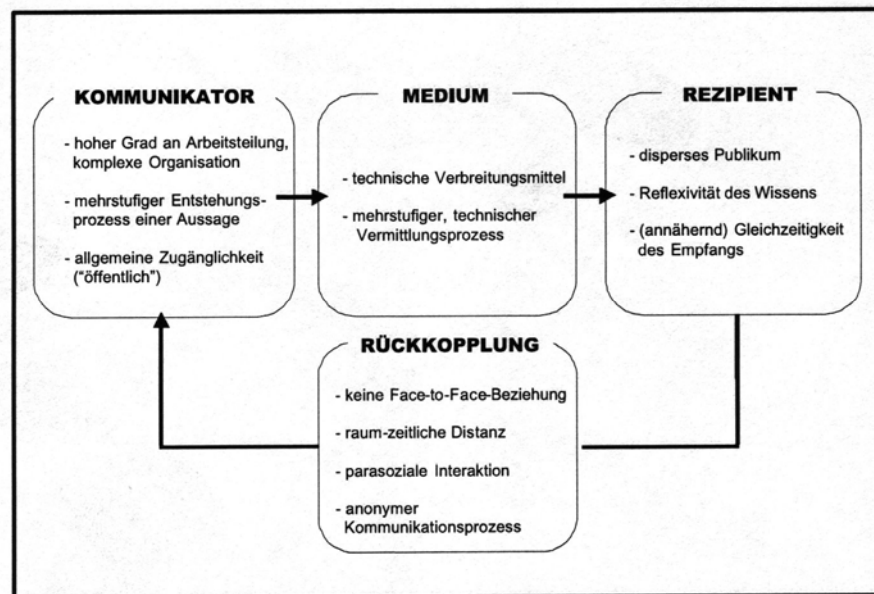 KOMMUNIKATOR
- hoher Grad an Arbeitsteilung,
komplexe Organisation
- mehrstufiger Entstehungs-
prozess einer Aussage
- allgemeine Zugänglichkeit
("öffentlich")
MEDIUM
- technische Verbreitungsmittel
- mehrstufiger, technischer
Vermittlungsprozess
REZIPIENT
- disperses Publikum
- Reflexivität des Wissens
- (annähernd) Gleichzeitigkeit
des Empfangs
RÜCKKOPPLUNG
- keine Face-to-Face-Beziehung
- raum-zeitliche Distanz
- parasoziale Interaktion
- anonymer
Kommunikationsprozess